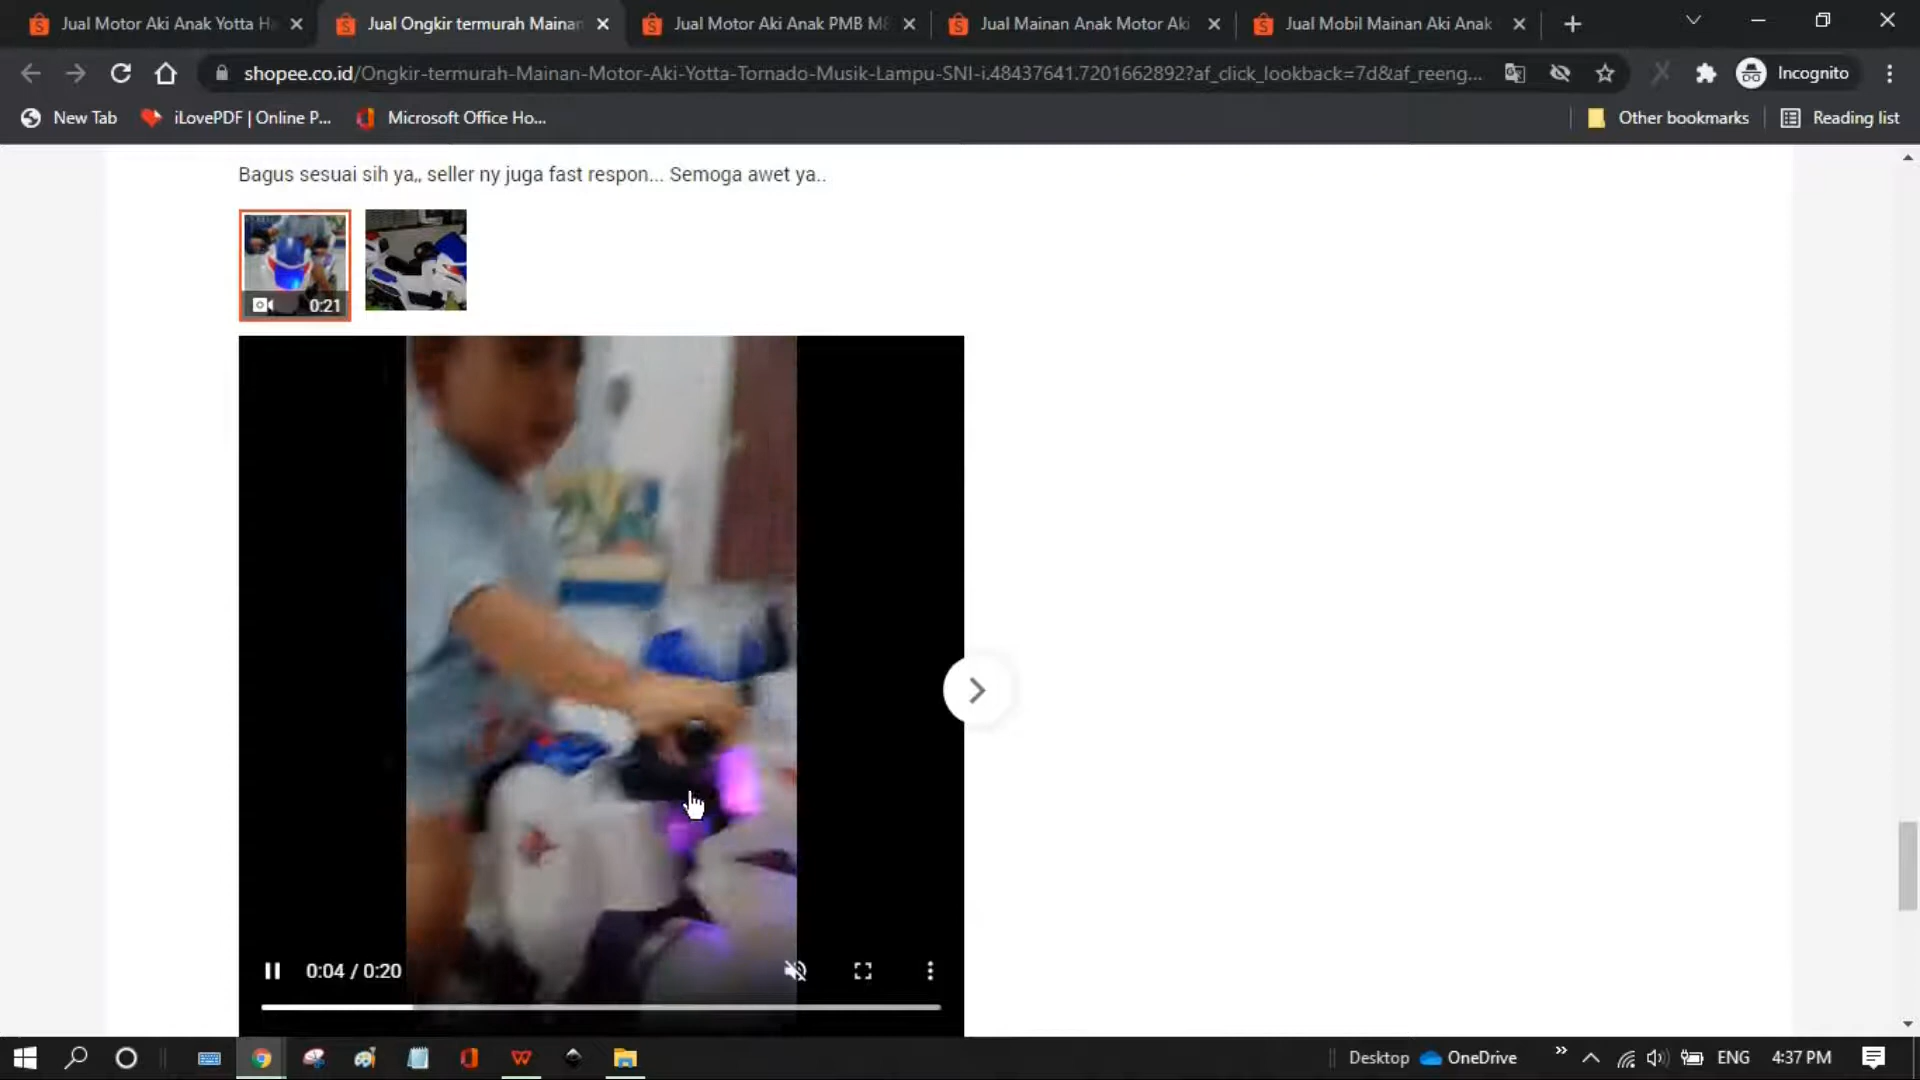 Jual Motor Aki Anak Yotta Ha
Jual Ongkir termurah Mainan
Jual Motor Aki Anak PMB M8
Jual Mainan Anak Motor Aki
Jual Mobil Mainan Aki Anak
shopee.co.id/Ongkir-termurah-Mainan-Motor-Aki-Yotta-Tornado-Musik-Lampu-SNI-i.48437641.7201662892?af_click_lookback=7d&af_reeng...
Incognito
New Tab
iLovePDF | Online P...
Microsoft Office Ho...
Other bookmarks
Reading list
Bagus sesuai sih ya,, seller ny juga fast respon... Semoga awet ya..
0:21
0:04 / 0:20
Desktop
OneDrive
ENG
4:37 PM